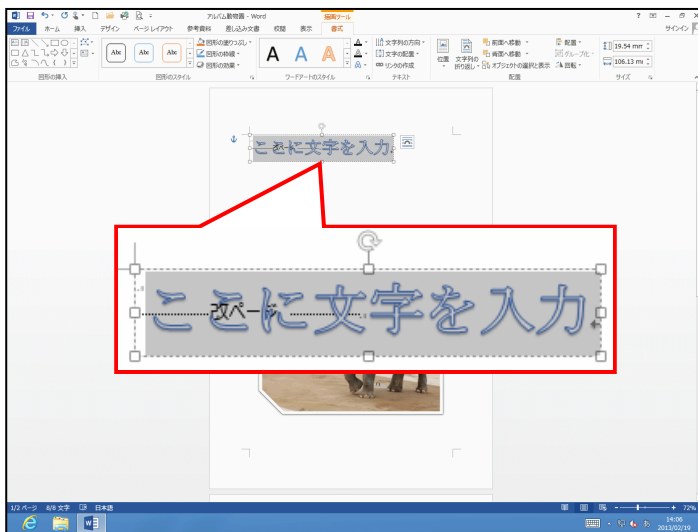 アルバム動物園 - Word
描画ツール
ファイル ホーム 挿入 デザイン ページ レイアウト 参考資料 差し込み文書 校閲 表示 書式
サインイン
Abc Abc Abc
図形の塗りつぶし
図形の枠線
図形の効果
A A A
文字列の方向
文字の配置
リンクの作成
位置 文字列の折り返し
前面へ移動
背面へ移動
オブジェクトの選択と表示
配置
グループ化
回転
19.54 mm
106.13 mm
図形の挿入 図形のスタイル ワードアートのスタイル テキスト 配置 サイズ
ここに文字を入力
改ページ
ここに文字を入力
1/2 ページ 8/8 文字 日本語
72%
14:06
2013/02/19